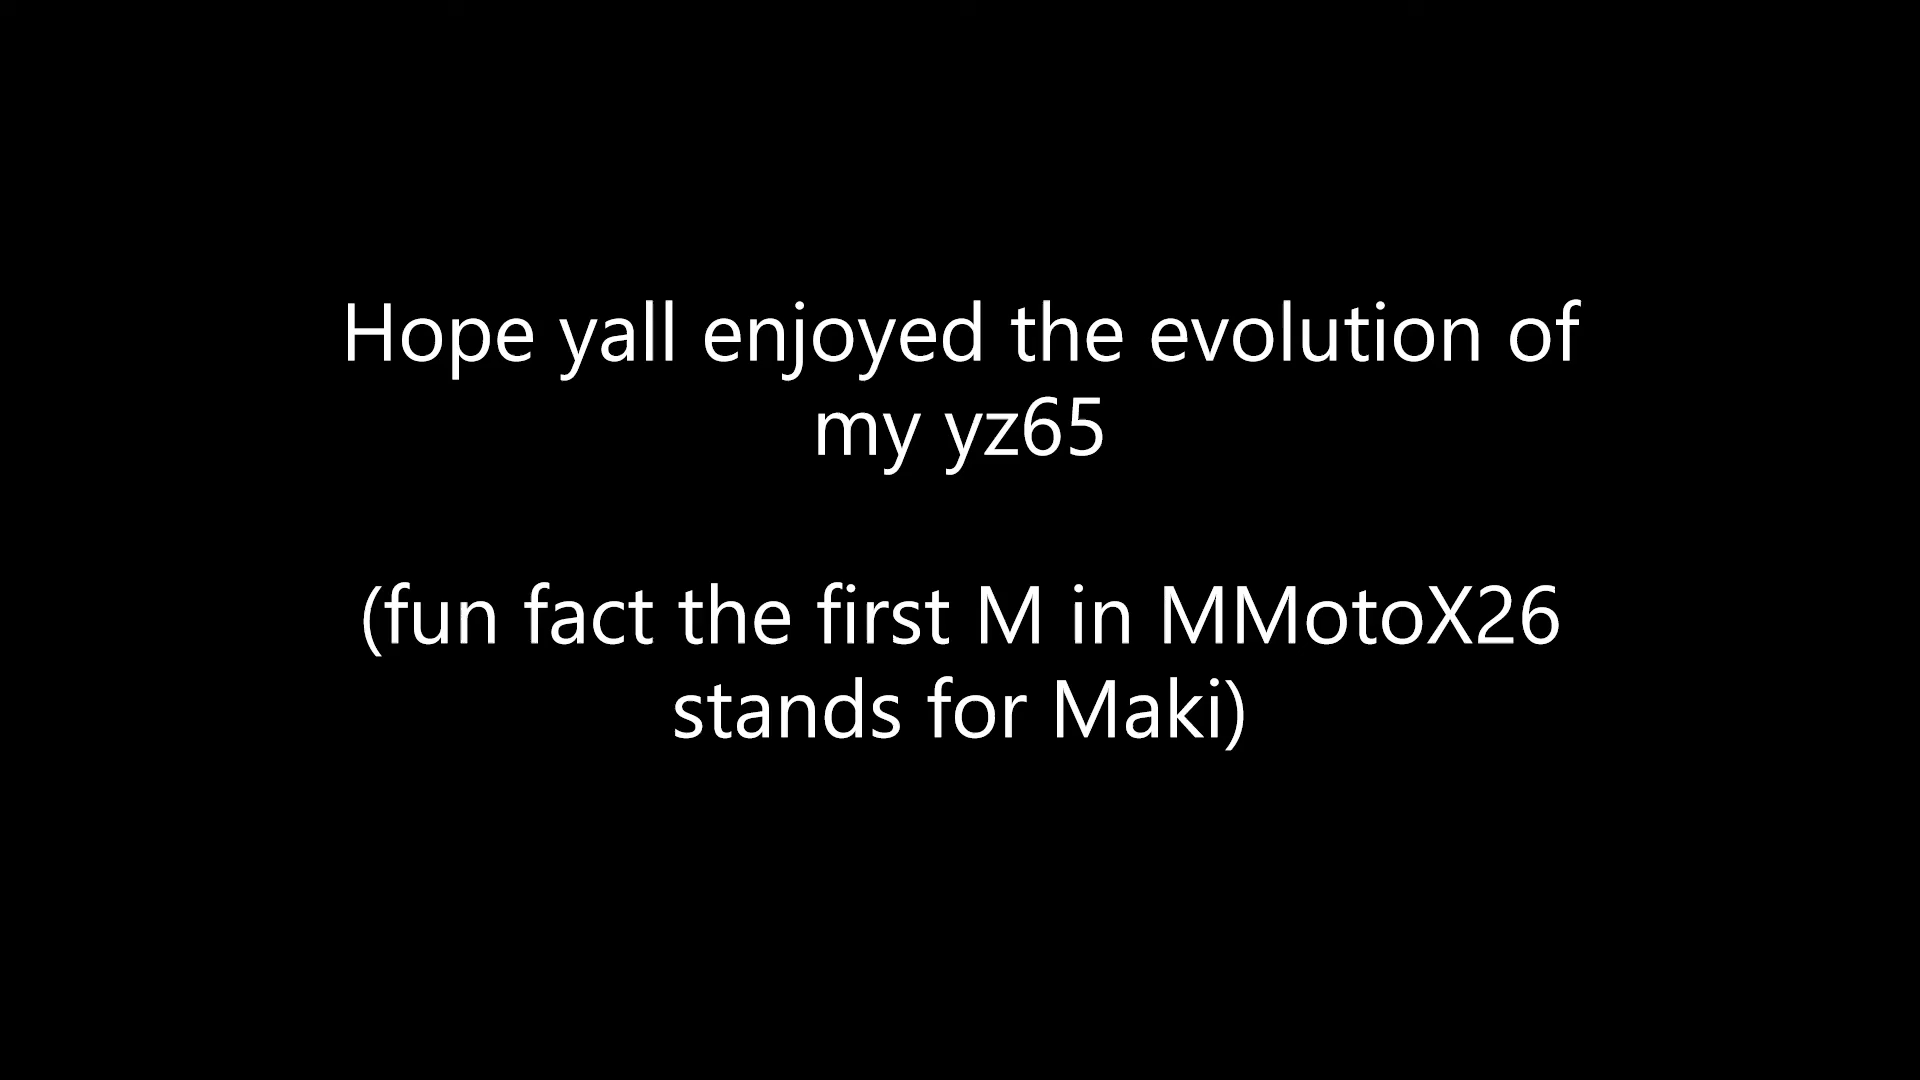 Hope yall enjoyed the evolution of
my yz65
(fun fact the first M in MMotoX26
stands for Maki)